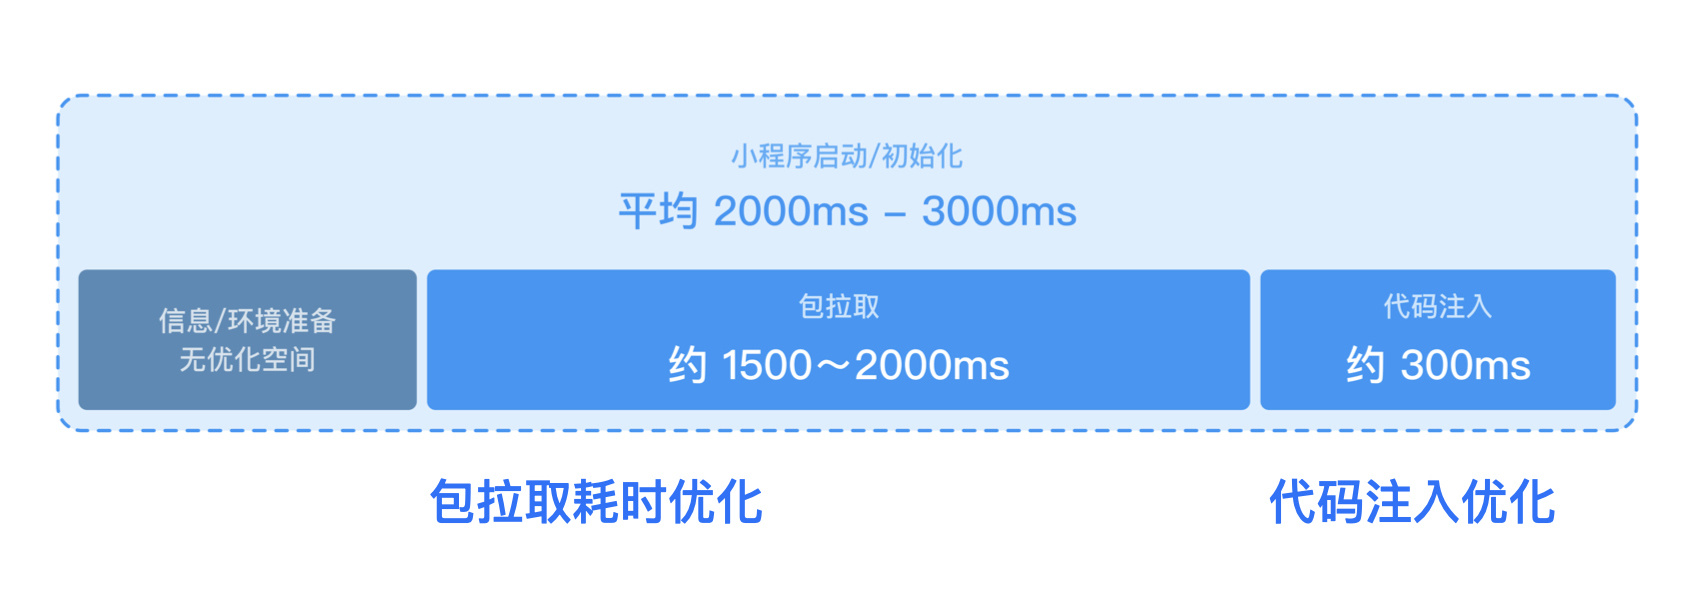 小程序启动/初始化
平均 2000ms – 3000ms
信息/环境准备
无优化空间
包拉取
约 1500～2000ms
代码注入
约 300ms
包拉取耗时优化
代码注入优化